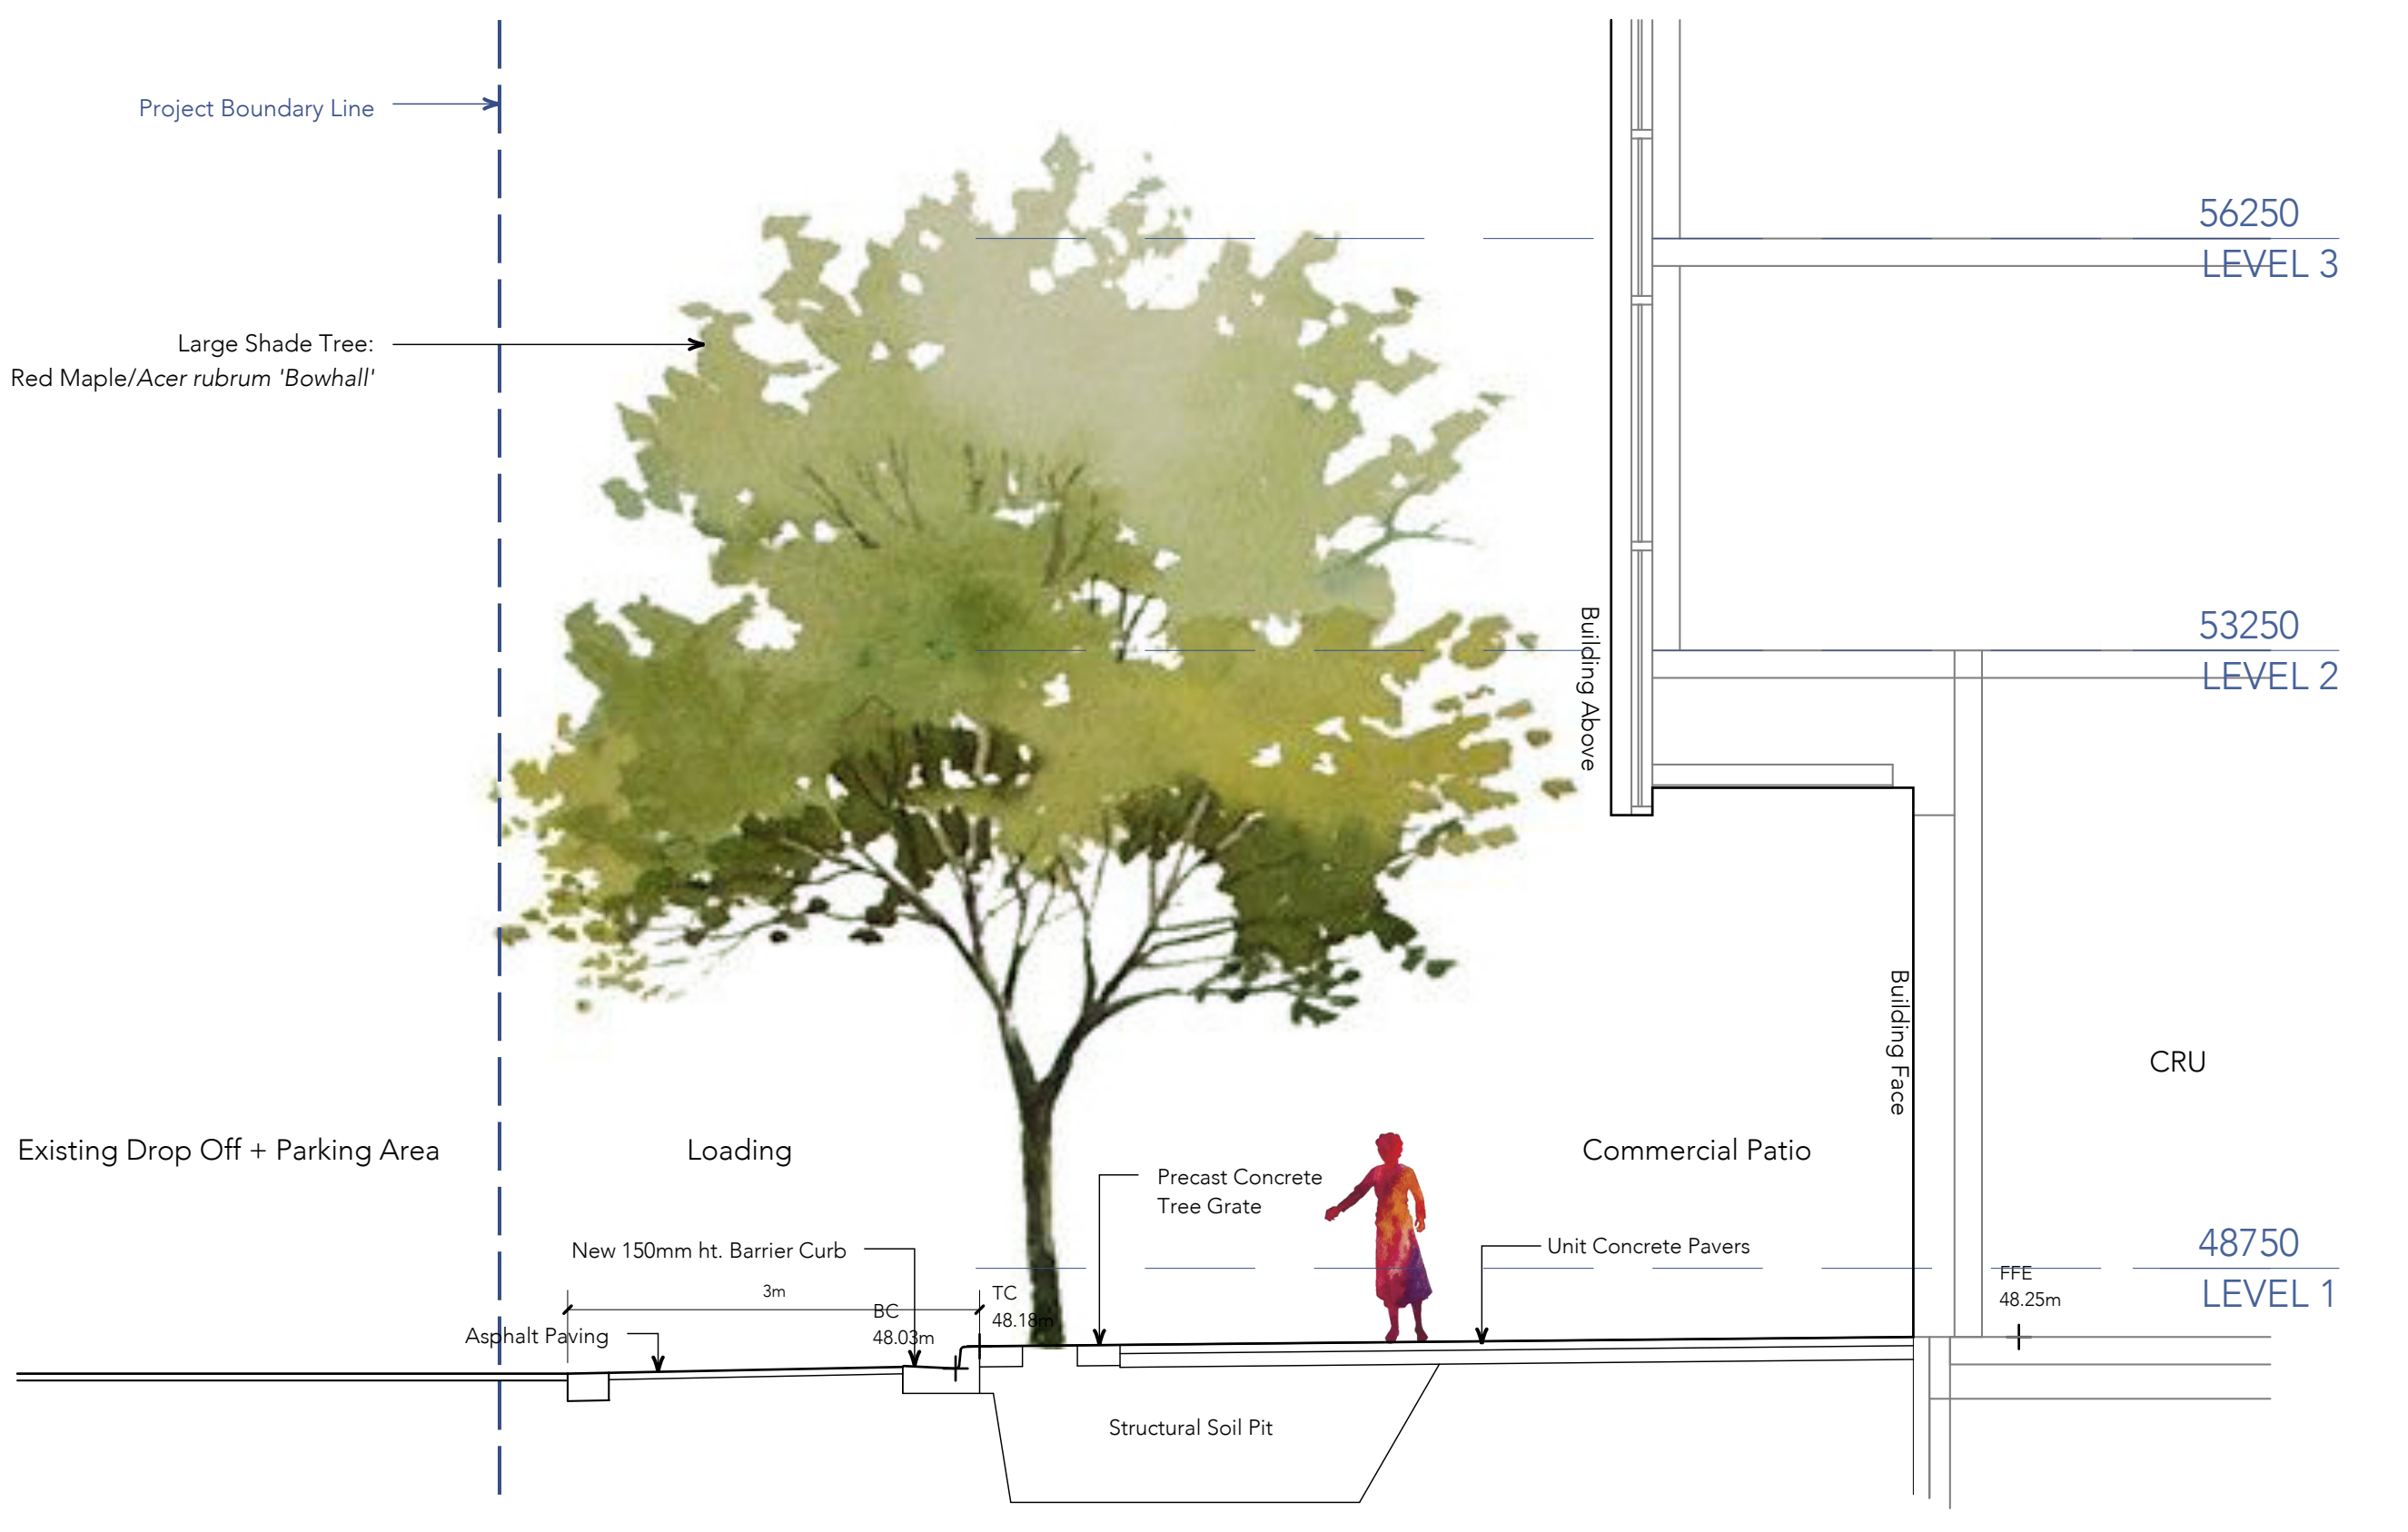 Project Boundary Line
56250
LEVEL 3
Large Shade Tree:
Red Maple/Acer rubrum 'Bowhall'
Building Above
53250
LEVEL 2
Building Face
CRU
Existing Drop Off + Parking Area
Loading
Commercial Patio
Precast Concrete
Tree Grate
New 150mm ht. Barrier Curb
Unit Concrete Pavers
48750
LEVEL 1
FFE
48.25m
3m
TC
48.18m
BC
48.03m
Asphalt Paving
Structural Soil Pit